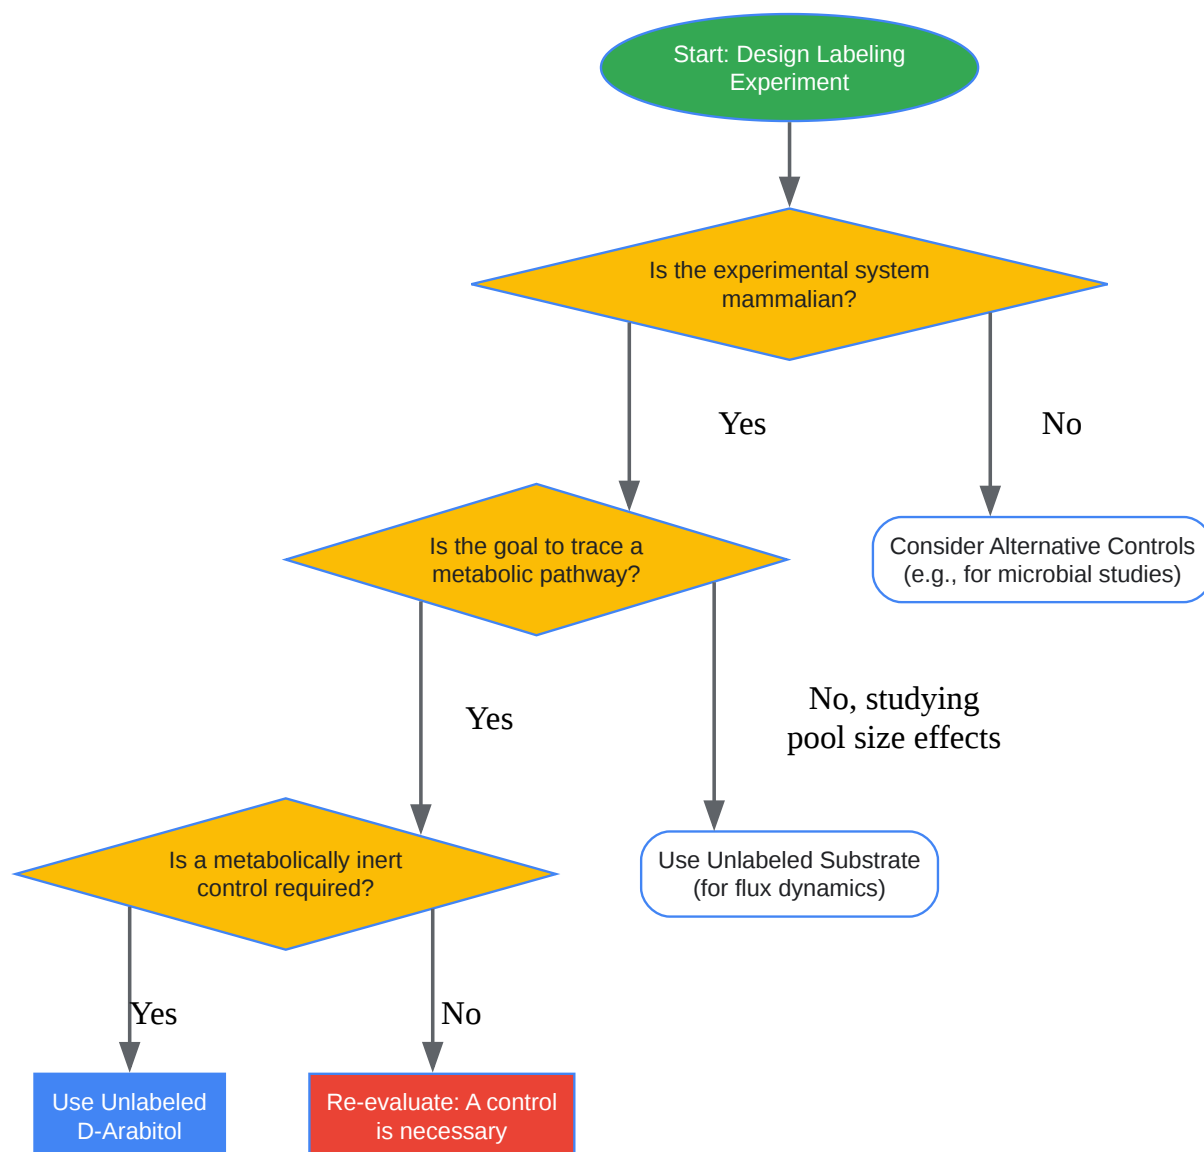 Start: Design Labeling
Experiment
Is the experimental system
mammalian?
Yes
No
Is the goal to trace a
metabolic pathway?
Consider Alternative Controls
(e.g., for microbial studies)
Yes
No, studying
pool size effects
Is a metabolically inert
control required?
Use Unlabeled Substrate
(for flux dynamics)
Yes
No
Use Unlabeled
D-Arabitol
Re-evaluate: A control
is necessary